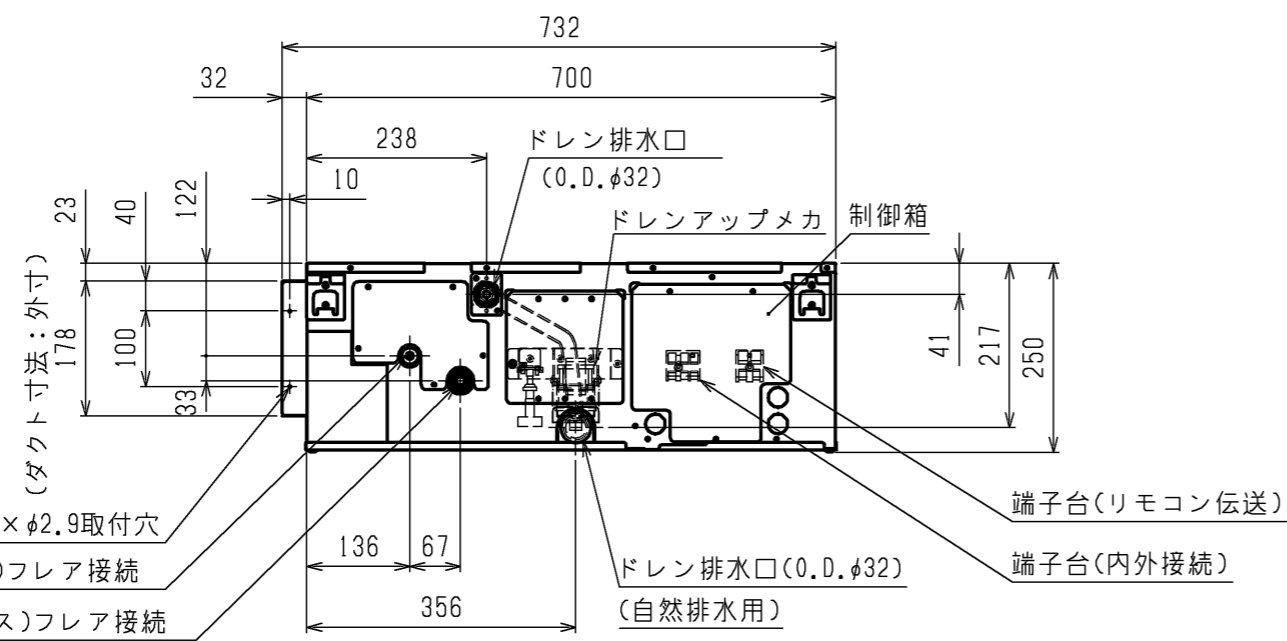 732
32
700
238
ドレン排水口
(O.D.φ32)
10
ドレンアップメカ
制御箱
23
40
122
(ダクト寸法:外寸)
178
100
33
41
217
250
×φ2.9取付穴
)フレア接続
ス)フレア接続
136
67
356
ドレン排水口(O.D.φ32)
(自然排水用)
端子台(リモコン伝送)
端子台(内外接続)